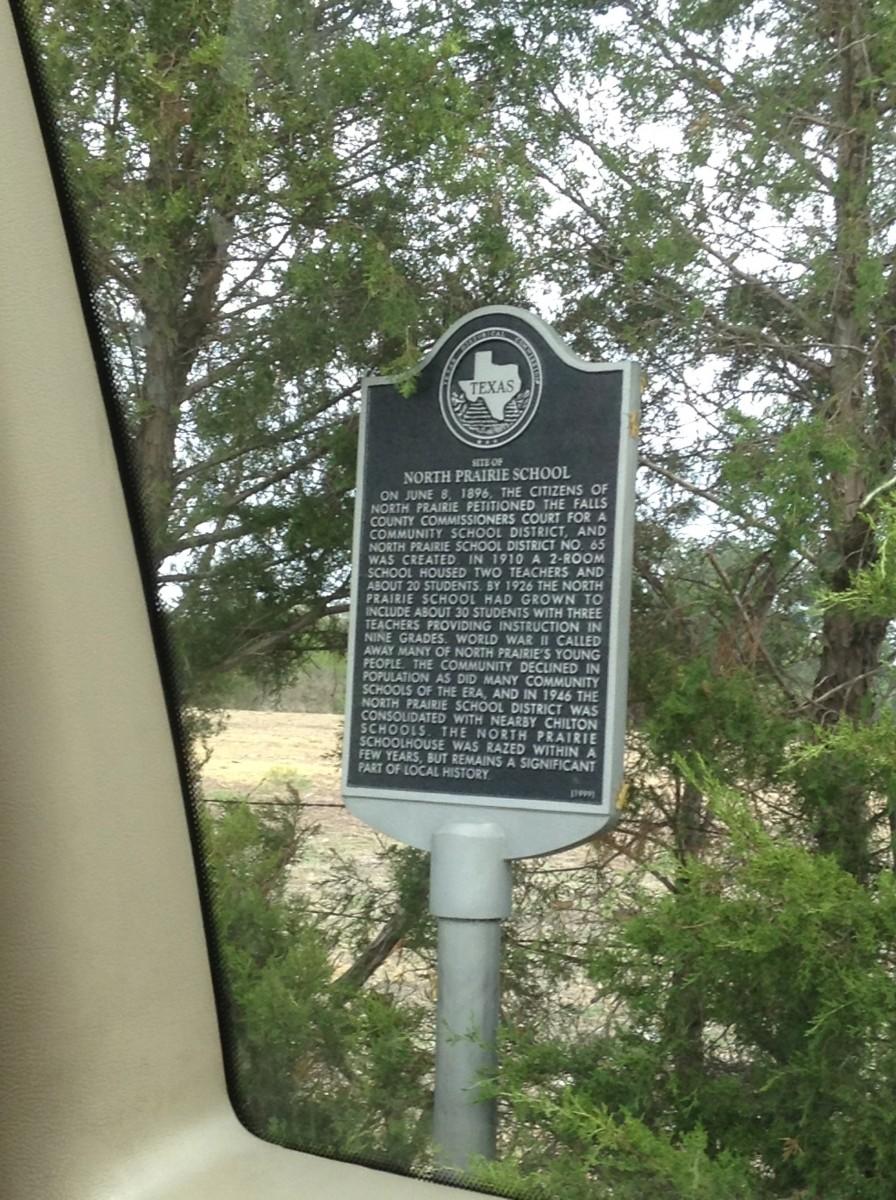 TEXAS HISTORICAL COMMISSION
TEXAS
SITE OF
NORTH PRAIRIE SCHOOL
ON JUNE 8, 1896, THE CITIZENS OF
NORTH PRAIRIE PETITIONED THE FALLS
COUNTY COMMISSIONERS COURT FOR A
COMMUNITY SCHOOL DISTRICT, AND
NORTH PRAIRIE SCHOOL DISTRICT NO. 65
WAS CREATED. IN 1910 A 2-ROOM
SCHOOL HOUSED TWO TEACHERS AND
ABOUT 20 STUDENTS. BY 1926 THE NORTH
PRAIRIE SCHOOL HAD GROWN TO
INCLUDE ABOUT 30 STUDENTS WITH THREE
TEACHERS PROVIDING INSTRUCTION IN
NINE GRADES. WORLD WAR II CALLED
AWAY MANY OF NORTH PRAIRIE'S YOUNG
PEOPLE. THE COMMUNITY DECLINED IN
POPULATION AS DID MANY COMMUNITY
SCHOOLS OF THE ERA, AND IN 1946 THE
NORTH PRAIRIE SCHOOL DISTRICT WAS
CONSOLIDATED WITH NEARBY CHILTON
SCHOOLS. THE NORTH PRAIRIE
SCHOOLHOUSE WAS RAZED WITHIN A
FEW YEARS, BUT REMAINS A SIGNIFICANT
PART OF LOCAL HISTORY.
(1999)